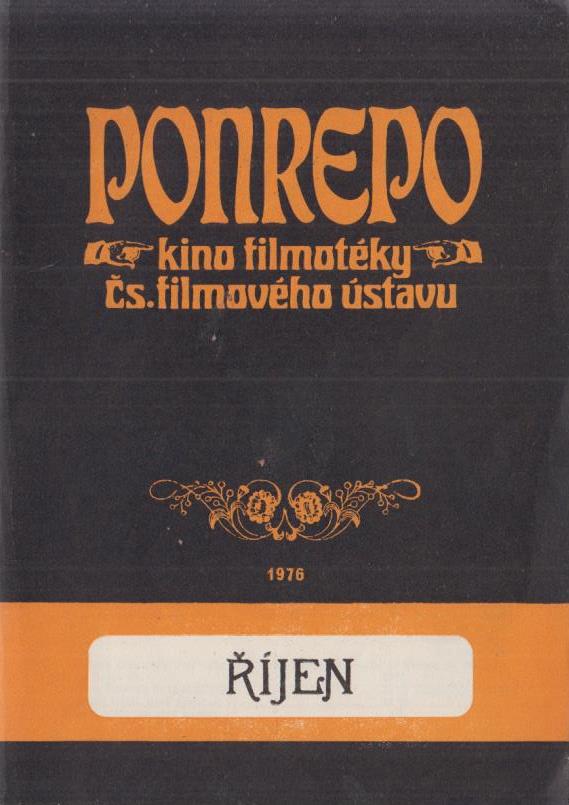 PONREPO
kino filmotéky
čs.filmového ústavu
1976
ŘÍJEN